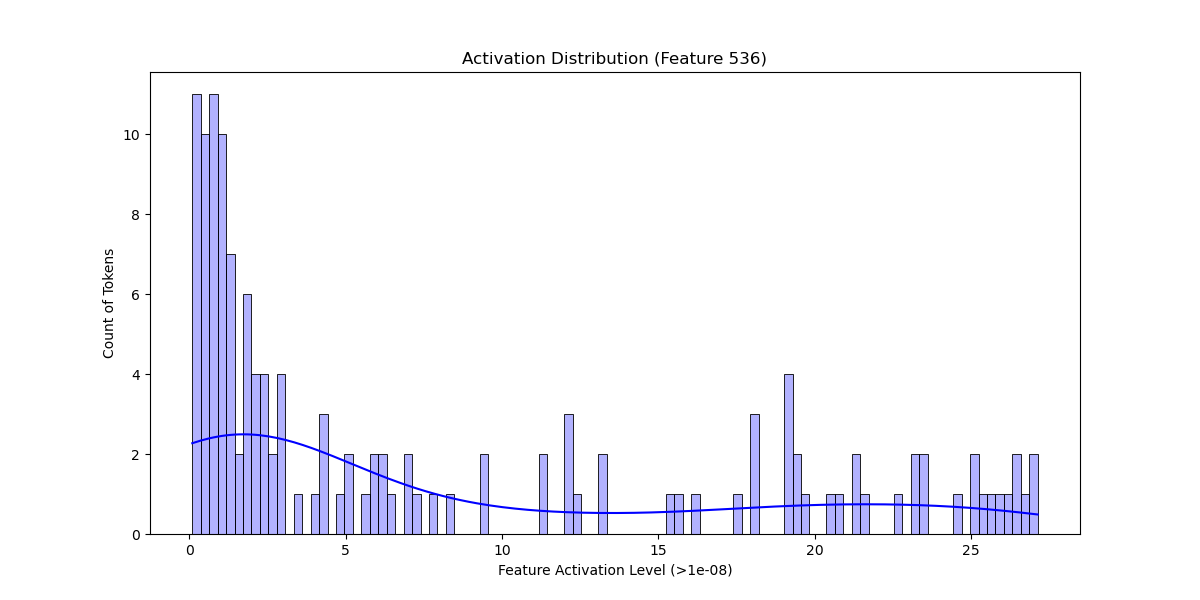 Activation Distribution (Feature 536)
Count of Tokens
10
8
6
4
2
0
0 5 10 15 20 25
Feature Activation Level (>1e-08)